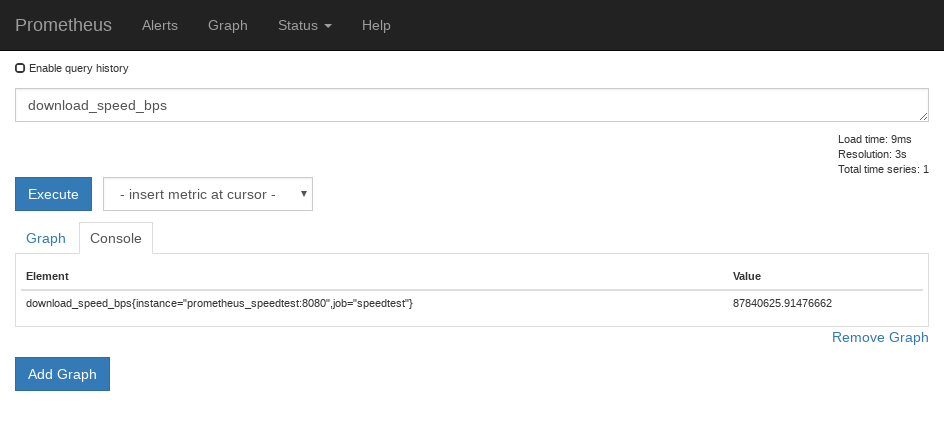 Prometheus Alerts Graph Status Help
Enable query history
download_speed_bps
Load time: 9ms
Resolution: 3s
Total time series: 1
Execute - insert metric at cursor -
Graph Console
Element Value
download_speed_bps{instance="prometheus_speedtest:8080",job="speedtest"} 87840625.91476662
Remove Graph
Add Graph